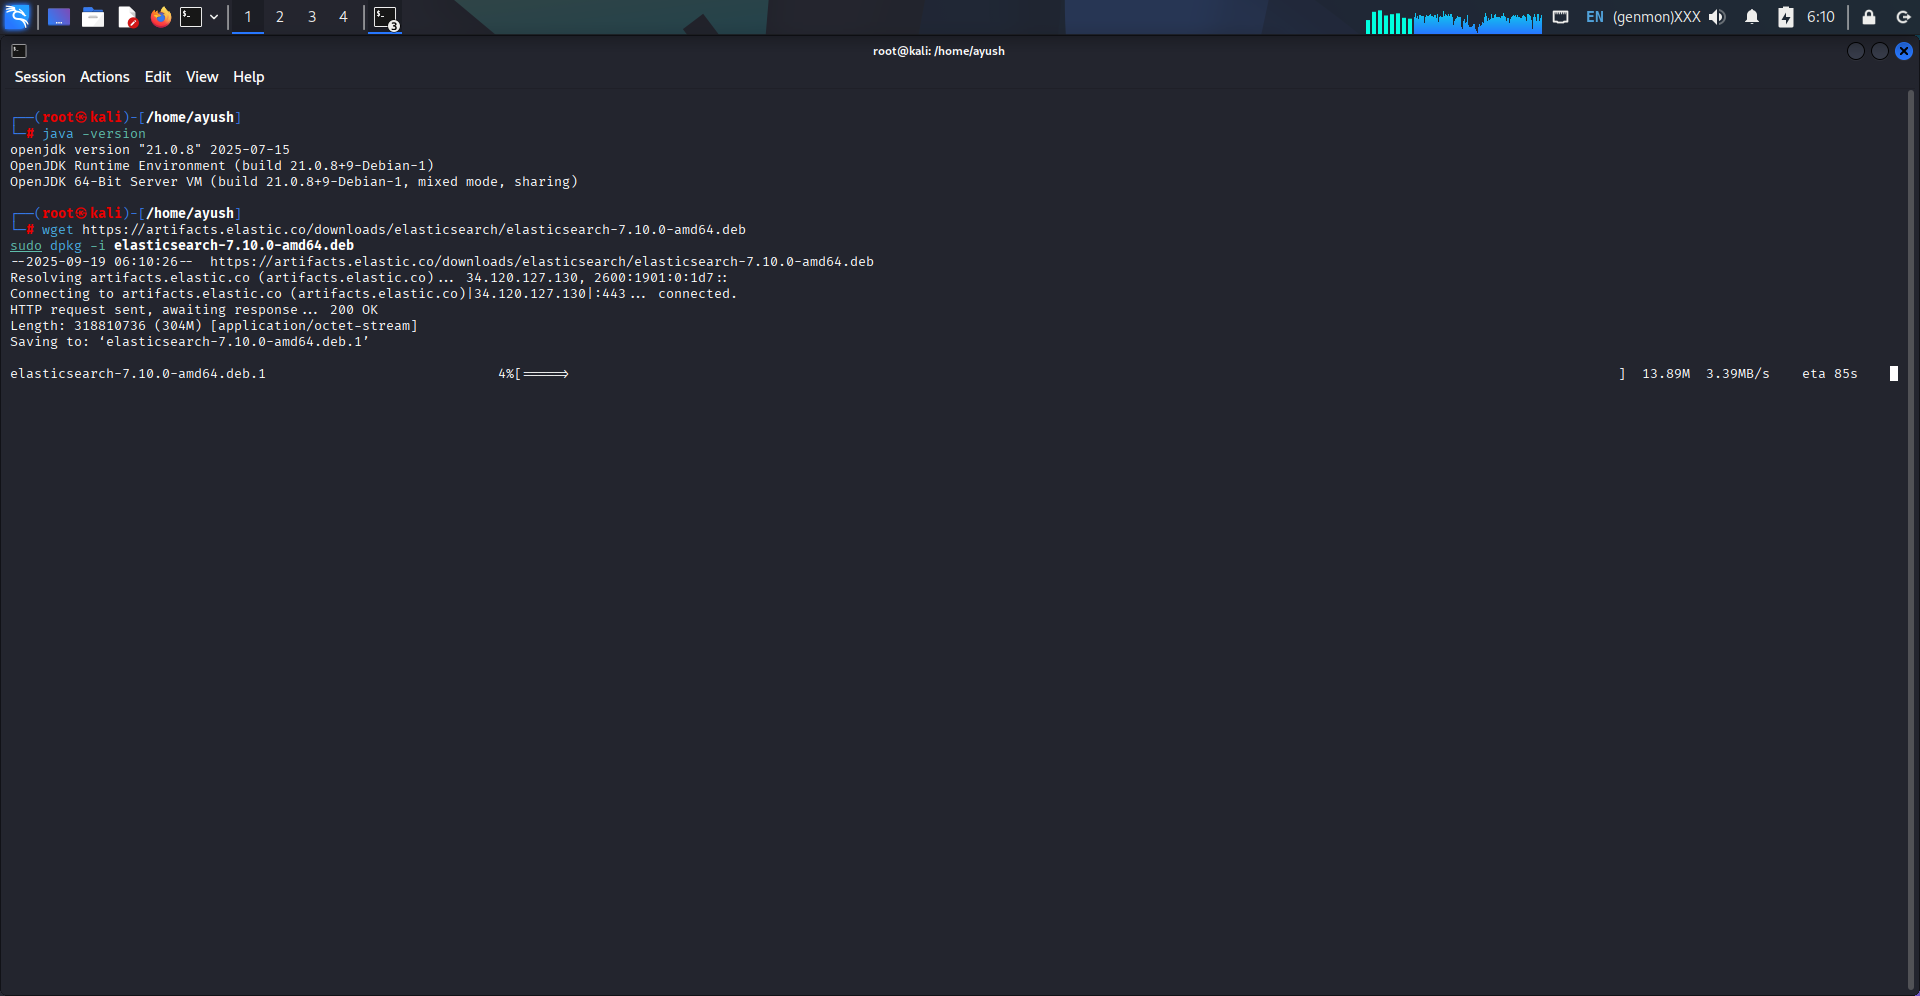 1 2 3 4 3 EN (genmon)XXX 6:10
root@kali: /home/ayush
Session Actions Edit View Help
┌──(root㉿kali)-[/home/ayush]
└─# java -version
openjdk version "21.0.8" 2025-07-15
OpenJDK Runtime Environment (build 21.0.8+9-Debian-1)
OpenJDK 64-Bit Server VM (build 21.0.8+9-Debian-1, mixed mode, sharing)
┌──(root㉿kali)-[/home/ayush]
└─# wget https://artifacts.elastic.co/downloads/elasticsearch/elasticsearch-7.10.0-amd64.deb
sudo dpkg -i elasticsearch-7.10.0-amd64.deb
--2025-09-19 06:10:26--  https://artifacts.elastic.co/downloads/elasticsearch/elasticsearch-7.10.0-amd64.deb
Resolving artifacts.elastic.co (artifacts.elastic.co)... 34.120.127.130, 2600:1901:0:1d7::
Connecting to artifacts.elastic.co (artifacts.elastic.co)|34.120.127.130|:443... connected.
HTTP request sent, awaiting response... 200 OK
Length: 318810736 (304M) [application/octet-stream]
Saving to: ‘elasticsearch-7.10.0-amd64.deb.1’
elasticsearch-7.10.0-amd64.deb.1 4%[=====> ] 13.89M 3.39MB/s eta 85s